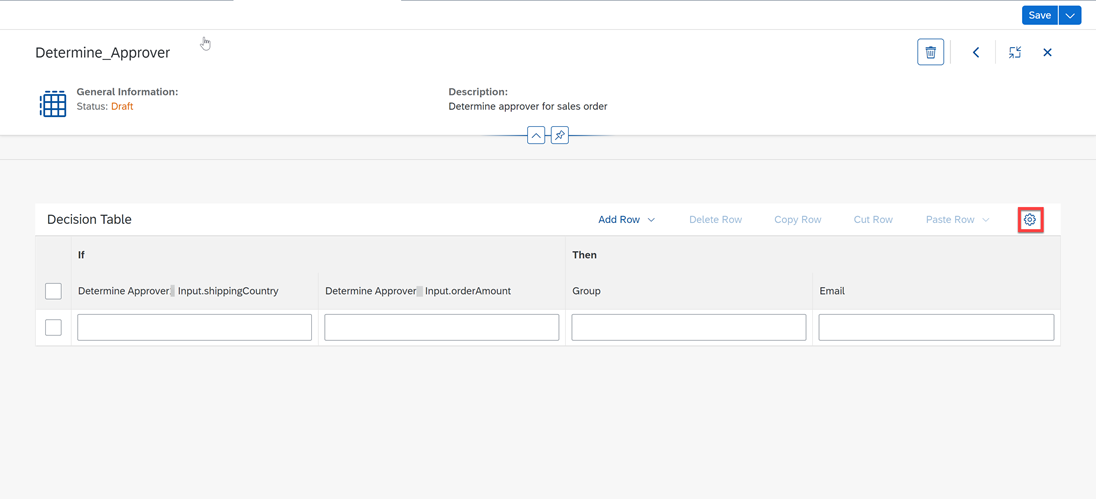 Save
Determine_Approver
General Information:
Status: Draft
Description:
Determine approver for sales order
Decision Table
Add Row
Delete Row
Copy Row
Cut Row
Paste Row
If
Then
Determine Approver Input.shippingCountry
Determine Approver Input.orderAmount
Group
Email